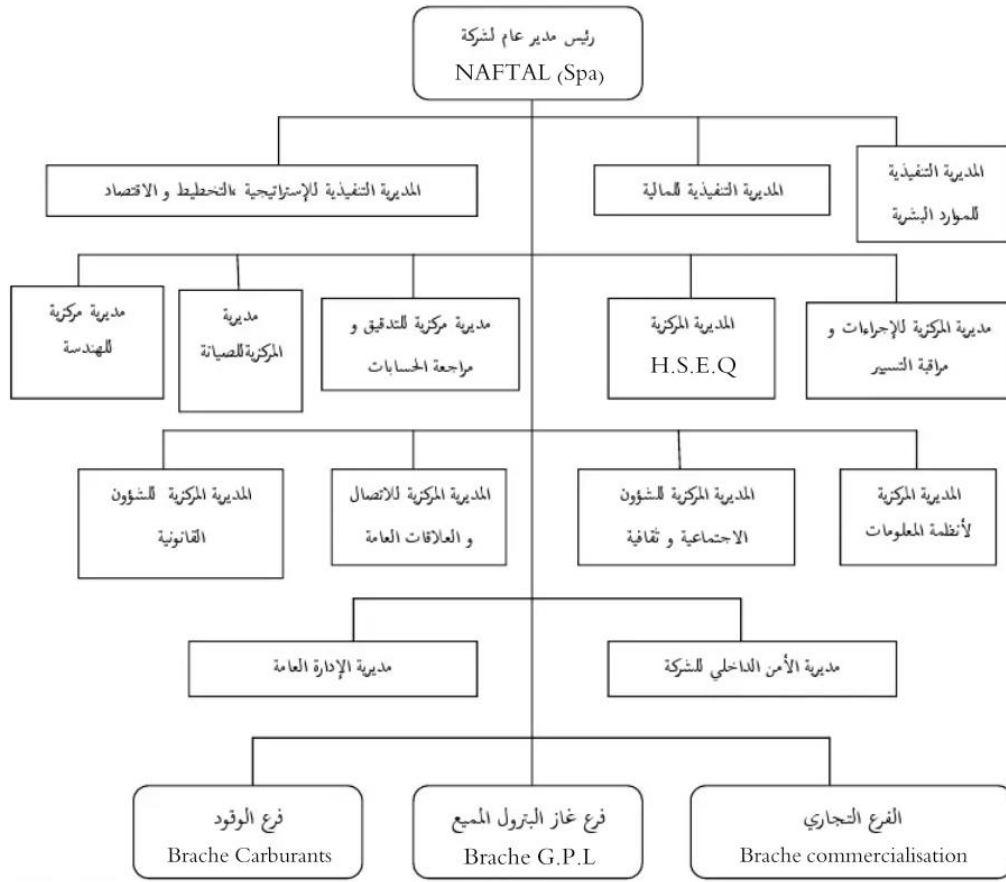 رئيس مدير عام لشركة
NAFTAL (Spa)
المديرية التنفيذية
للموارد البشرية
المديرية التنفيذية للمالية
المديرية التنفيذية للإستراتيجية ،التخطيط و الاقتصاد
مديرية المركزية للإجراءات و
مراقبة التسيير
المديرية المركزية
H.S.E.Q
مديرية مركزية للتدقيق و
مراجعة الحسابات
مديرية
المركزية للصيانة
مديرية مركزية
للهندسة
المديرية المركزية
لأنظمة المعلومات
المديرية المركزية للشؤون
الاجتماعية و ثقافية
المديرية المركزية للاتصال
و العلاقات العامة
المديرية المركزية للشؤون
القانونية
مديرية الأمن الداخلي للشركة
مديرية الإدارة العامة
الفرع التجاري
Brache commercialisation
فرع غاز البترول المميع
Brache G.P.L
فرع الوقود
Brache Carburants